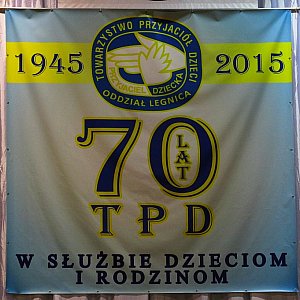 TOWARZYSTWO PRZYJACIÓŁ DZIECI
1945 2015
PRZYJACIEL DZIECKA
ODDZIAŁ LEGNICA
70 LAT
TPD
W SŁUŻBIE DZIECIOM
I RODZINOM